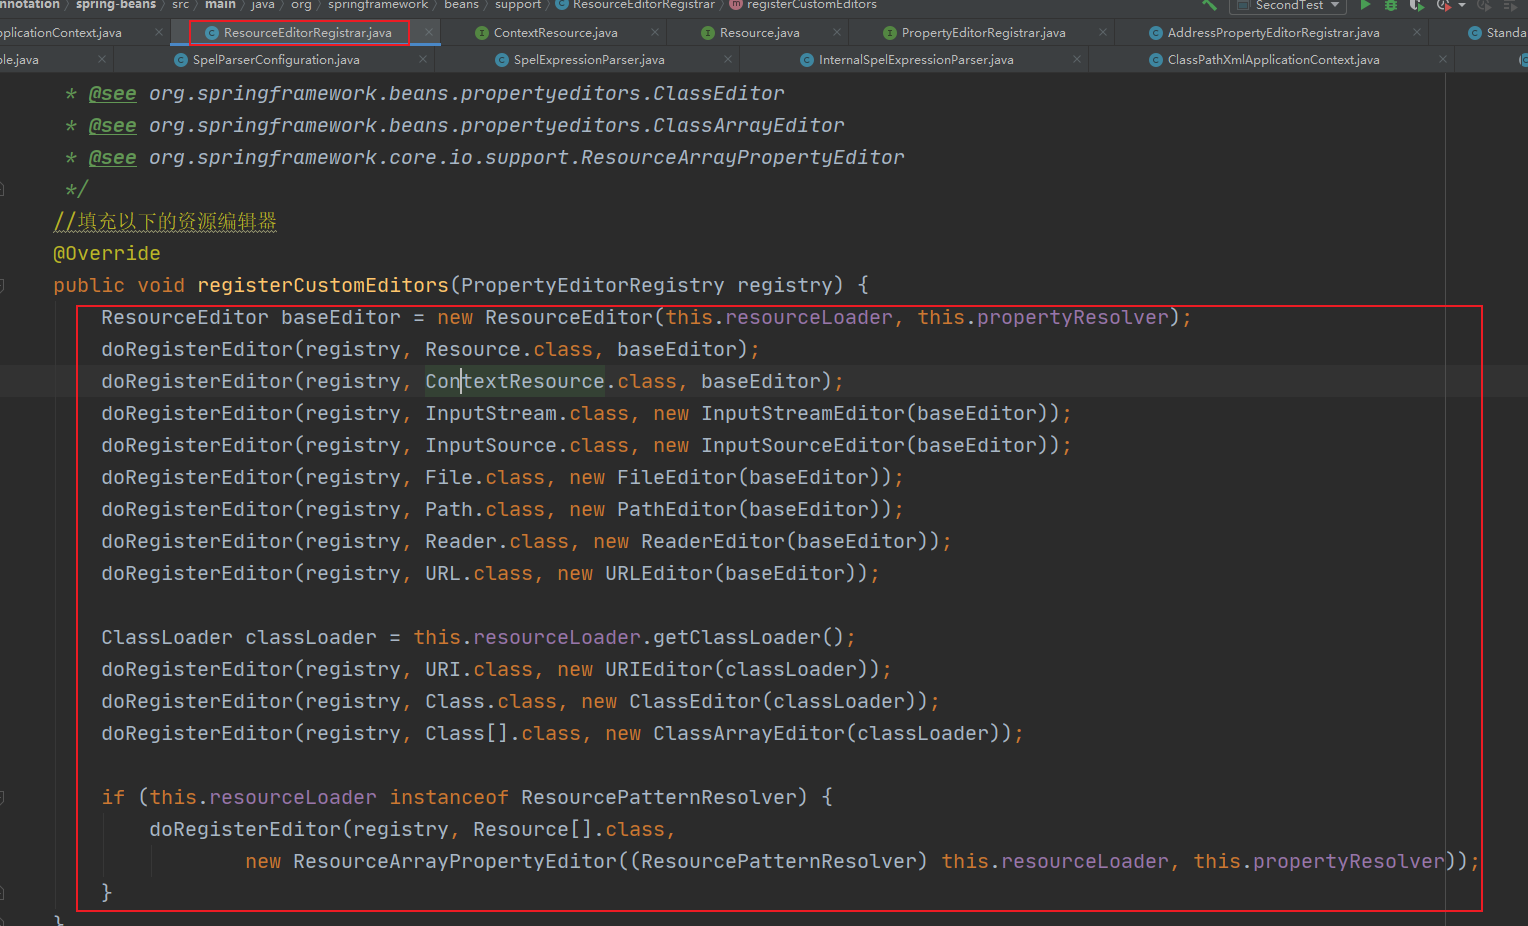 nnotation › spring-beans › src › main › java › org › springframework › beans › support › ResourceEditorRegistrar › registerCustomEditors
SecondTest
plicationContext.java ResourceEditorRegistrar.java ContextResource.java Resource.java PropertyEditorRegistrar.java AddressPropertyEditorRegistrar.java Standa
le.java SpelParserConfiguration.java SpelExpressionParser.java InternalSpelExpressionParser.java ClassPathXmlApplicationContext.java
* @see org.springframework.beans.propertyeditors.ClassEditor
* @see org.springframework.beans.propertyeditors.ClassArrayEditor
* @see org.springframework.core.io.support.ResourceArrayPropertyEditor
*/
//填充以下的资源编辑器
@Override
public void registerCustomEditors(PropertyEditorRegistry registry) {
ResourceEditor baseEditor = new ResourceEditor(this.resourceLoader, this.propertyResolver);
doRegisterEditor(registry, Resource.class, baseEditor);
doRegisterEditor(registry, ContextResource.class, baseEditor);
doRegisterEditor(registry, InputStream.class, new InputStreamEditor(baseEditor));
doRegisterEditor(registry, InputSource.class, new InputSourceEditor(baseEditor));
doRegisterEditor(registry, File.class, new FileEditor(baseEditor));
doRegisterEditor(registry, Path.class, new PathEditor(baseEditor));
doRegisterEditor(registry, Reader.class, new ReaderEditor(baseEditor));
doRegisterEditor(registry, URL.class, new URLEditor(baseEditor));
ClassLoader classLoader = this.resourceLoader.getClassLoader();
doRegisterEditor(registry, URI.class, new URIEditor(classLoader));
doRegisterEditor(registry, Class.class, new ClassEditor(classLoader));
doRegisterEditor(registry, Class[].class, new ClassArrayEditor(classLoader));
if (this.resourceLoader instanceof ResourcePatternResolver) {
doRegisterEditor(registry, Resource[].class,
new ResourceArrayPropertyEditor((ResourcePatternResolver) this.resourceLoader, this.propertyResolver));
}
}